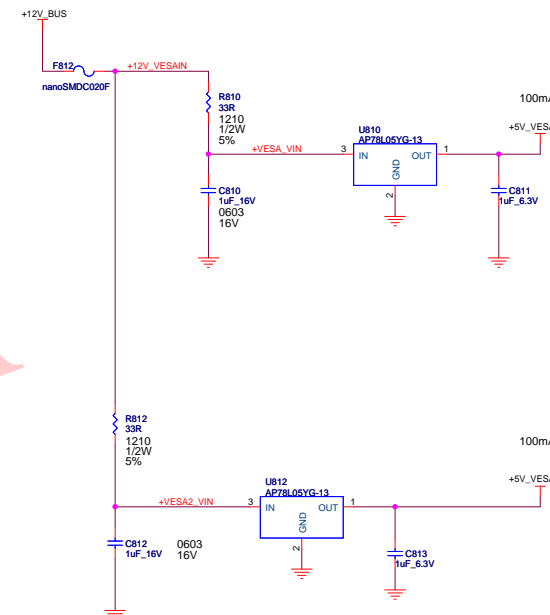 +12V_BUS
F812
nanoSMDC020F
+12V_VESAIN
R810
33R
1210
1/2W
5%
100m
+5V_VESA
U810
AP78L05YG-13
+VESA_VIN
3
IN
OUT
1
GND
2
C810
1uF_16V
0603
16V
C811
1uF_6.3V
R812
33R
1210
1/2W
5%
100m
+5V_VESA
U812
AP78L05YG-13
+VESA2_VIN
3
IN
OUT
1
GND
2
C812
1uF_16V
0603
16V
C813
1uF_6.3V